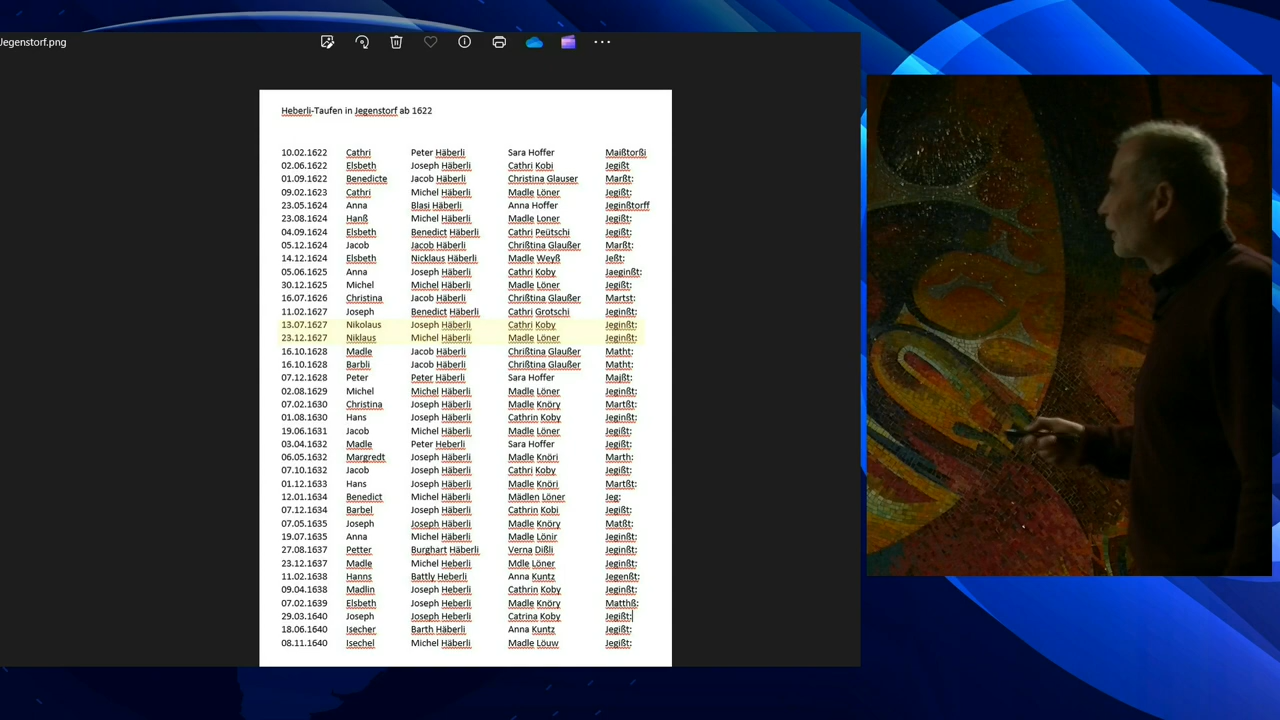 Jegenstorf.png
Heberli-Taufen in Jegenstorf ab 1622
10.02.1622 Cathri Peter Häberli Sara Hoffer Maißtorßi
02.06.1622 Elsbeth Joseph Häberli Cathri Kobi Jegißt
01.09.1622 Benedicte Jacob Häberli Christina Glauser Marßt:
09.02.1623 Cathri Michel Häberli Madle Löner Jegißt:
23.05.1624 Anna Blasi Häberli Anna Hoffer Jeginßtorff
23.08.1624 Hanß Michel Häberli Madle Loner Jegißt:
04.09.1624 Elsbeth Benedict Häberli Cathri Peütschi Jegißt:
05.12.1624 Jacob Jacob Häberli Chrißtina Glaußer Marßt:
14.12.1624 Elsbeth Nicklaus Häberli Madle Weyß Jeßt:
05.06.1625 Anna Joseph Häberli Cathri Koby Jaeginßt:
30.12.1625 Michel Michel Häberli Madle Löner Jegißt:
16.07.1626 Christina Jacob Häberli Chrißtina Glaußer Martst:
11.02.1627 Joseph Benedict Häberli Cathri Grotschi Jeginßt:
13.07.1627 Nikolaus Joseph Häberli Cathri Koby Jeginßt:
23.12.1627 Niklaus Michel Häberli Madle Löner Jeginßt:
16.10.1628 Madle Jacob Häberli Chrißtina Glaußer Matht:
16.10.1628 Barbli Jacob Häberli Chrißtina Glaußer Matht:
07.12.1628 Peter Peter Häberli Sara Hoffer Majßt:
02.08.1629 Michel Michel Häberli Madle Löner Jeginßt:
07.02.1630 Christina Joseph Häberli Madle Knöry Martßt:
01.08.1630 Hans Joseph Häberli Cathrin Koby Jeginßt:
19.06.1631 Jacob Michel Häberli Madle Löner Jegißt:
03.04.1632 Madle Peter Heberli Sara Hoffer Jegißt:
06.05.1632 Margredt Joseph Häberli Madle Knöri Marth:
07.10.1632 Jacob Joseph Häberli Cathri Koby Jegißt:
01.12.1633 Hans Joseph Häberli Madle Knöri Martßt:
12.01.1634 Benedict Michel Häberli Mädlen Löner Jeg:
07.12.1634 Barbel Joseph Häberli Cathrin Kobi Jegißt:
07.05.1635 Joseph Joseph Häberli Madle Knöry Matßt:
19.07.1635 Anna Michel Häberli Madle Lönir Jeginßt:
27.08.1637 Petter Burghart Häberli Verna Dißli Jeginßt:
23.12.1637 Madle Michel Heberli Mdle Löner Jeginßt:
11.02.1638 Hanns Battly Heberli Anna Kuntz Jegenßt:
09.04.1638 Madlin Joseph Heberli Cathrin Koby Jeginßt:
07.02.1639 Elsbeth Joseph Heberli Madle Knöry Matthß:
29.03.1640 Joseph Joseph Heberli Catrina Koby Jegißt:
18.06.1640 Isecher Barth Häberli Anna Kuntz Jegißt:
08.11.1640 Isechel Michel Häberli Madle Löuw Jegißt: